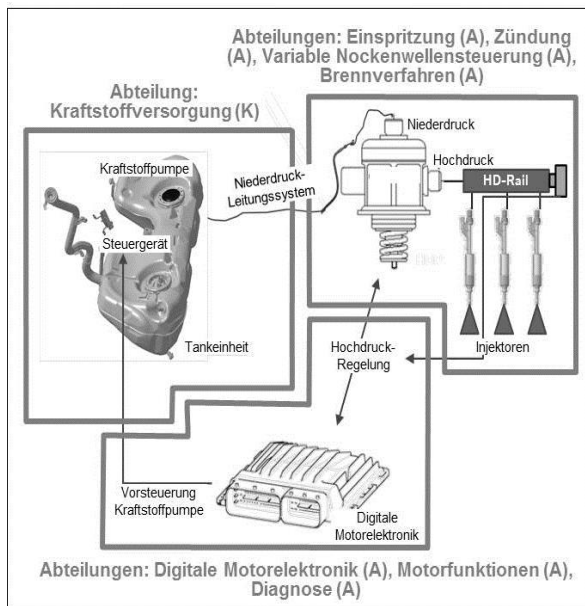 Abteilungen: Einspritzung (A), Zündung
(A), Variable Nockenwellensteuerung (A),
Brennverfahren (A)
Abteilung:
Kraftstoffversorgung (K)
Niederdruck
Kraftstoffpumpe
Hochdruck
Niederdruck-
Leitungssystem
HD-Rail
Steuergerät
Tankeinheit
Hochdruck-
Regelung
Injektoren
Vorsteuerung
Kraftstoffpumpe
Digitale
Motorelektronik
Abteilungen: Digitale Motorelektronik (A), Motorfunktionen (A),
Diagnose (A)